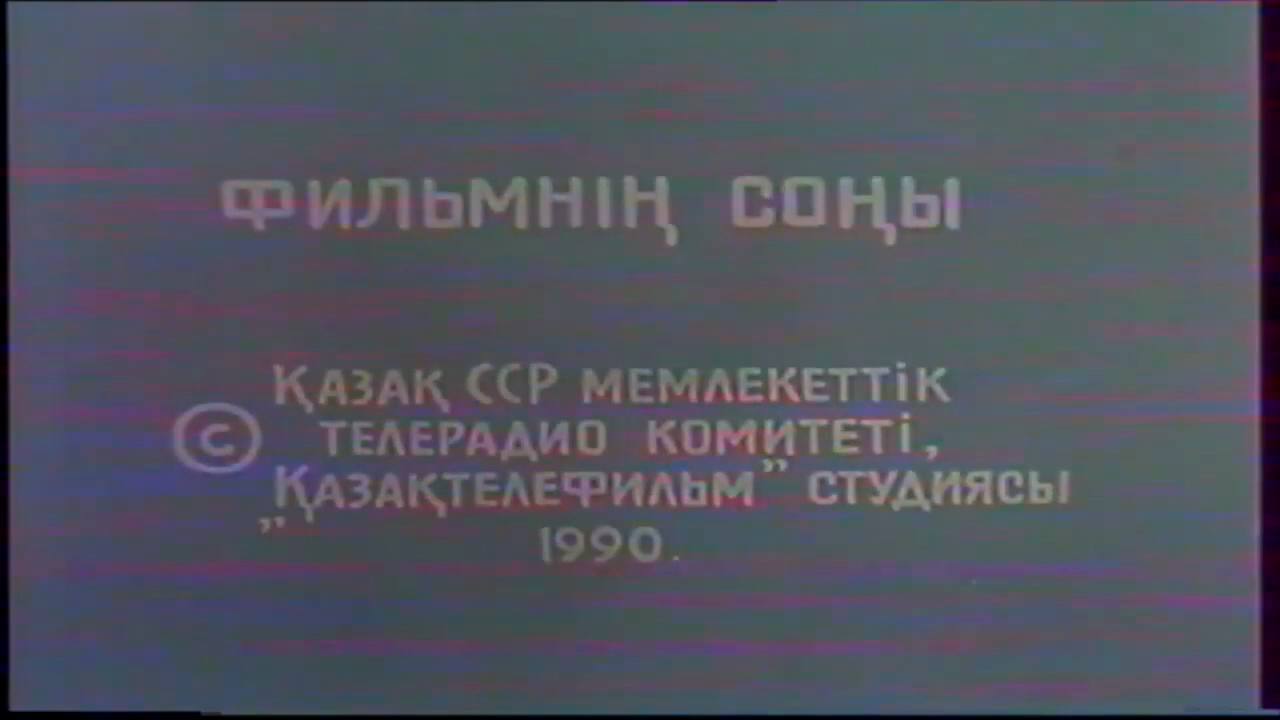 ФИЛЬМНІҢ СОҢЫ
ҚАЗАҚ ССР МЕМЛЕКЕТТІК
© ТЕЛЕРАДИО КОМИТЕТІ,
„ҚАЗАҚТЕЛЕФИЛЬМ” СТУДИЯСЫ
1990.